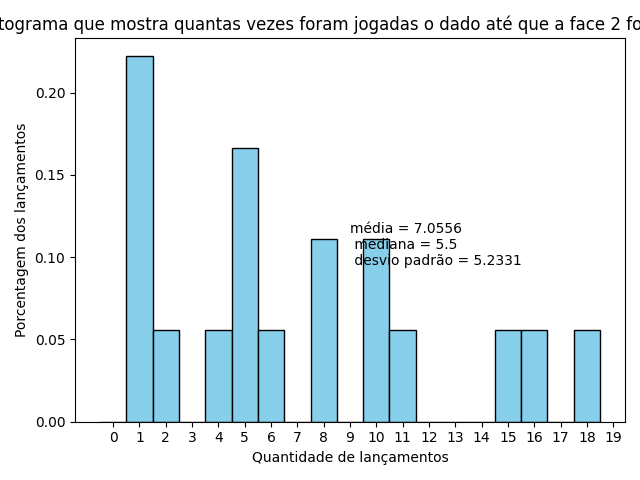 tograma que mostra quantas vezes foram jogadas o dado até que a face 2 fo
0.20
0.15
0.10
0.05
0.00
Porcentagem dos lançamentos
média = 7.0556
mediana = 5.5
desvio padrão = 5.2331
0 1 2 3 4 5 6 7 8 9 10 11 12 13 14 15 16 17 18 19
Quantidade de lançamentos